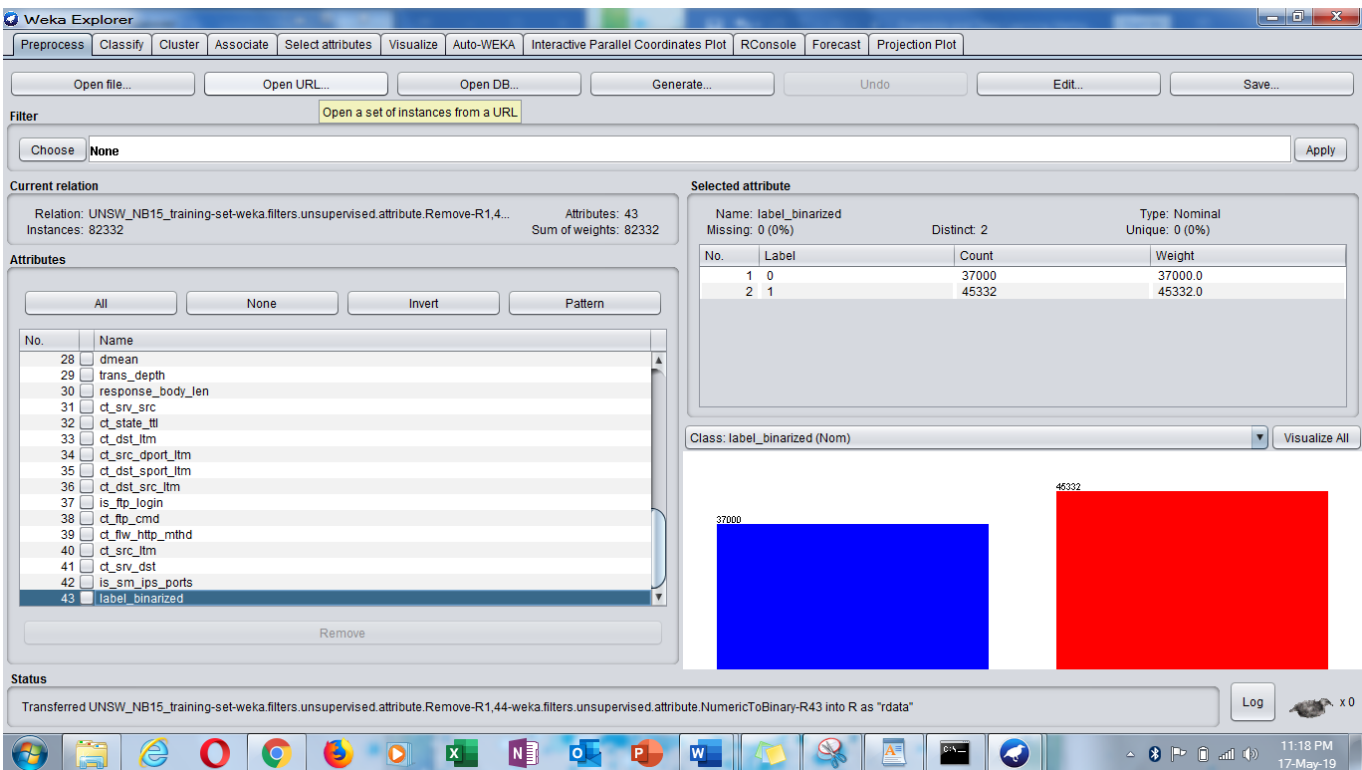 Weka Explorer
Preprocess Classify Cluster Associate Select attributes Visualize Auto-WEKA Interactive Parallel Coordinates Plot RConsole Forecast Projection Plot
Open file... Open URL... Open DB... Generate... Undo Edit... Save...
Open a set of instances from a URL
Filter
Choose None Apply
Current relation
Relation: UNSW_NB15_training-set-weka.filters.unsupervised.attribute.Remove-R1,4... Attributes: 43
Instances: 82332 Sum of weights: 82332
Attributes
All None Invert Pattern
No. Name
28 dmean
29 trans_depth
30 response_body_len
31 ct_srv_src
32 ct_state_ttl
33 ct_dst_ltm
34 ct_src_dport_ltm
35 ct_dst_sport_ltm
36 ct_dst_src_ltm
37 is_ftp_login
38 ct_ftp_cmd
39 ct_flw_http_mthd
40 ct_src_ltm
41 ct_srv_dst
42 is_sm_ips_ports
43 label_binarized
Remove
Selected attribute
Name: label_binarized Type: Nominal
Missing: 0 (0%) Distinct: 2 Unique: 0 (0%)
No. Label Count Weight
1 0 37000 37000.0
2 1 45332 45332.0
Class: label_binarized (Nom) Visualize All
45332
37000
Status
Transferred UNSW_NB15_training-set-weka.filters.unsupervised.attribute.Remove-R1,44-weka.filters.unsupervised.attribute.NumericToBinary-R43 into R as "rdata"
Log x 0
11:18 PM
17-May-19